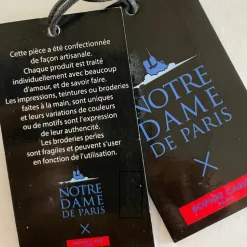 Cette pièce a été confectionnée
de façon artisanale.
Chaque produit est traité
individuellement avec beaucoup
d'amour, et de savoir faire.
Les impressions, teintures ou broderies
faites à la main, sont uniques
et leurs variations de couleurs
ou de motifs sont l'expression
de leur authenticité.
Les broderies perles
sont fragiles et peuvent s'user
en fonction de l'utilisation.
NOTRE
DAME
DE PARIS
X
NOTRE
DAME
DE PARIS
X